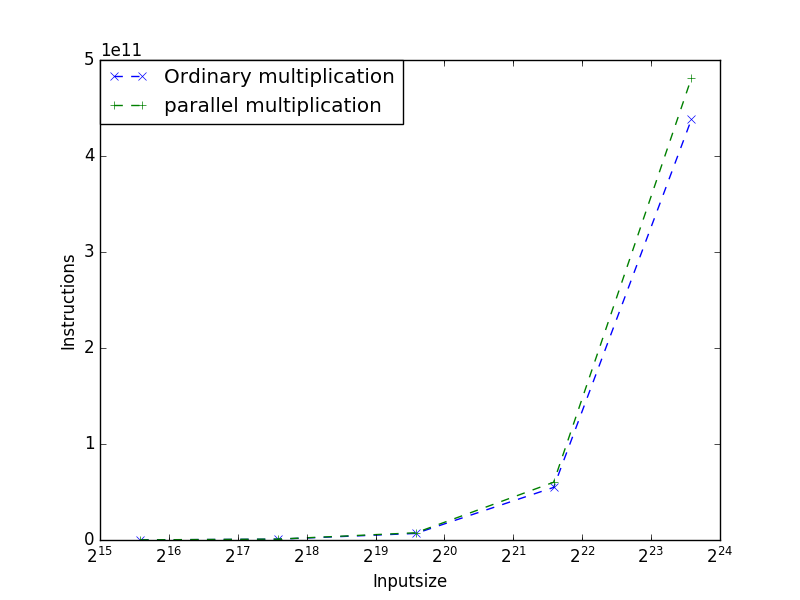 1e11
5
4
3
2
1
0
Instructions
Ordinary multiplication
parallel multiplication
2^15 2^16 2^17 2^18 2^19 2^20 2^21 2^22 2^23 2^24
Inputsize